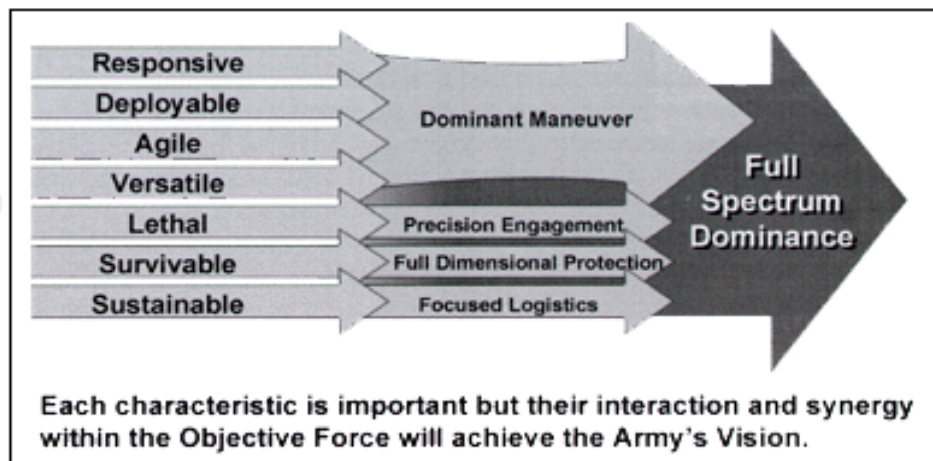 Responsive
Deployable
Agile
Versatile
Lethal
Survivable
Sustainable
Dominant Maneuver
Precision Engagement
Full Dimensional Protection
Focused Logistics
Full
Spectrum
Dominance
Each characteristic is important but their interaction and synergy
within the Objective Force will achieve the Army's Vision.